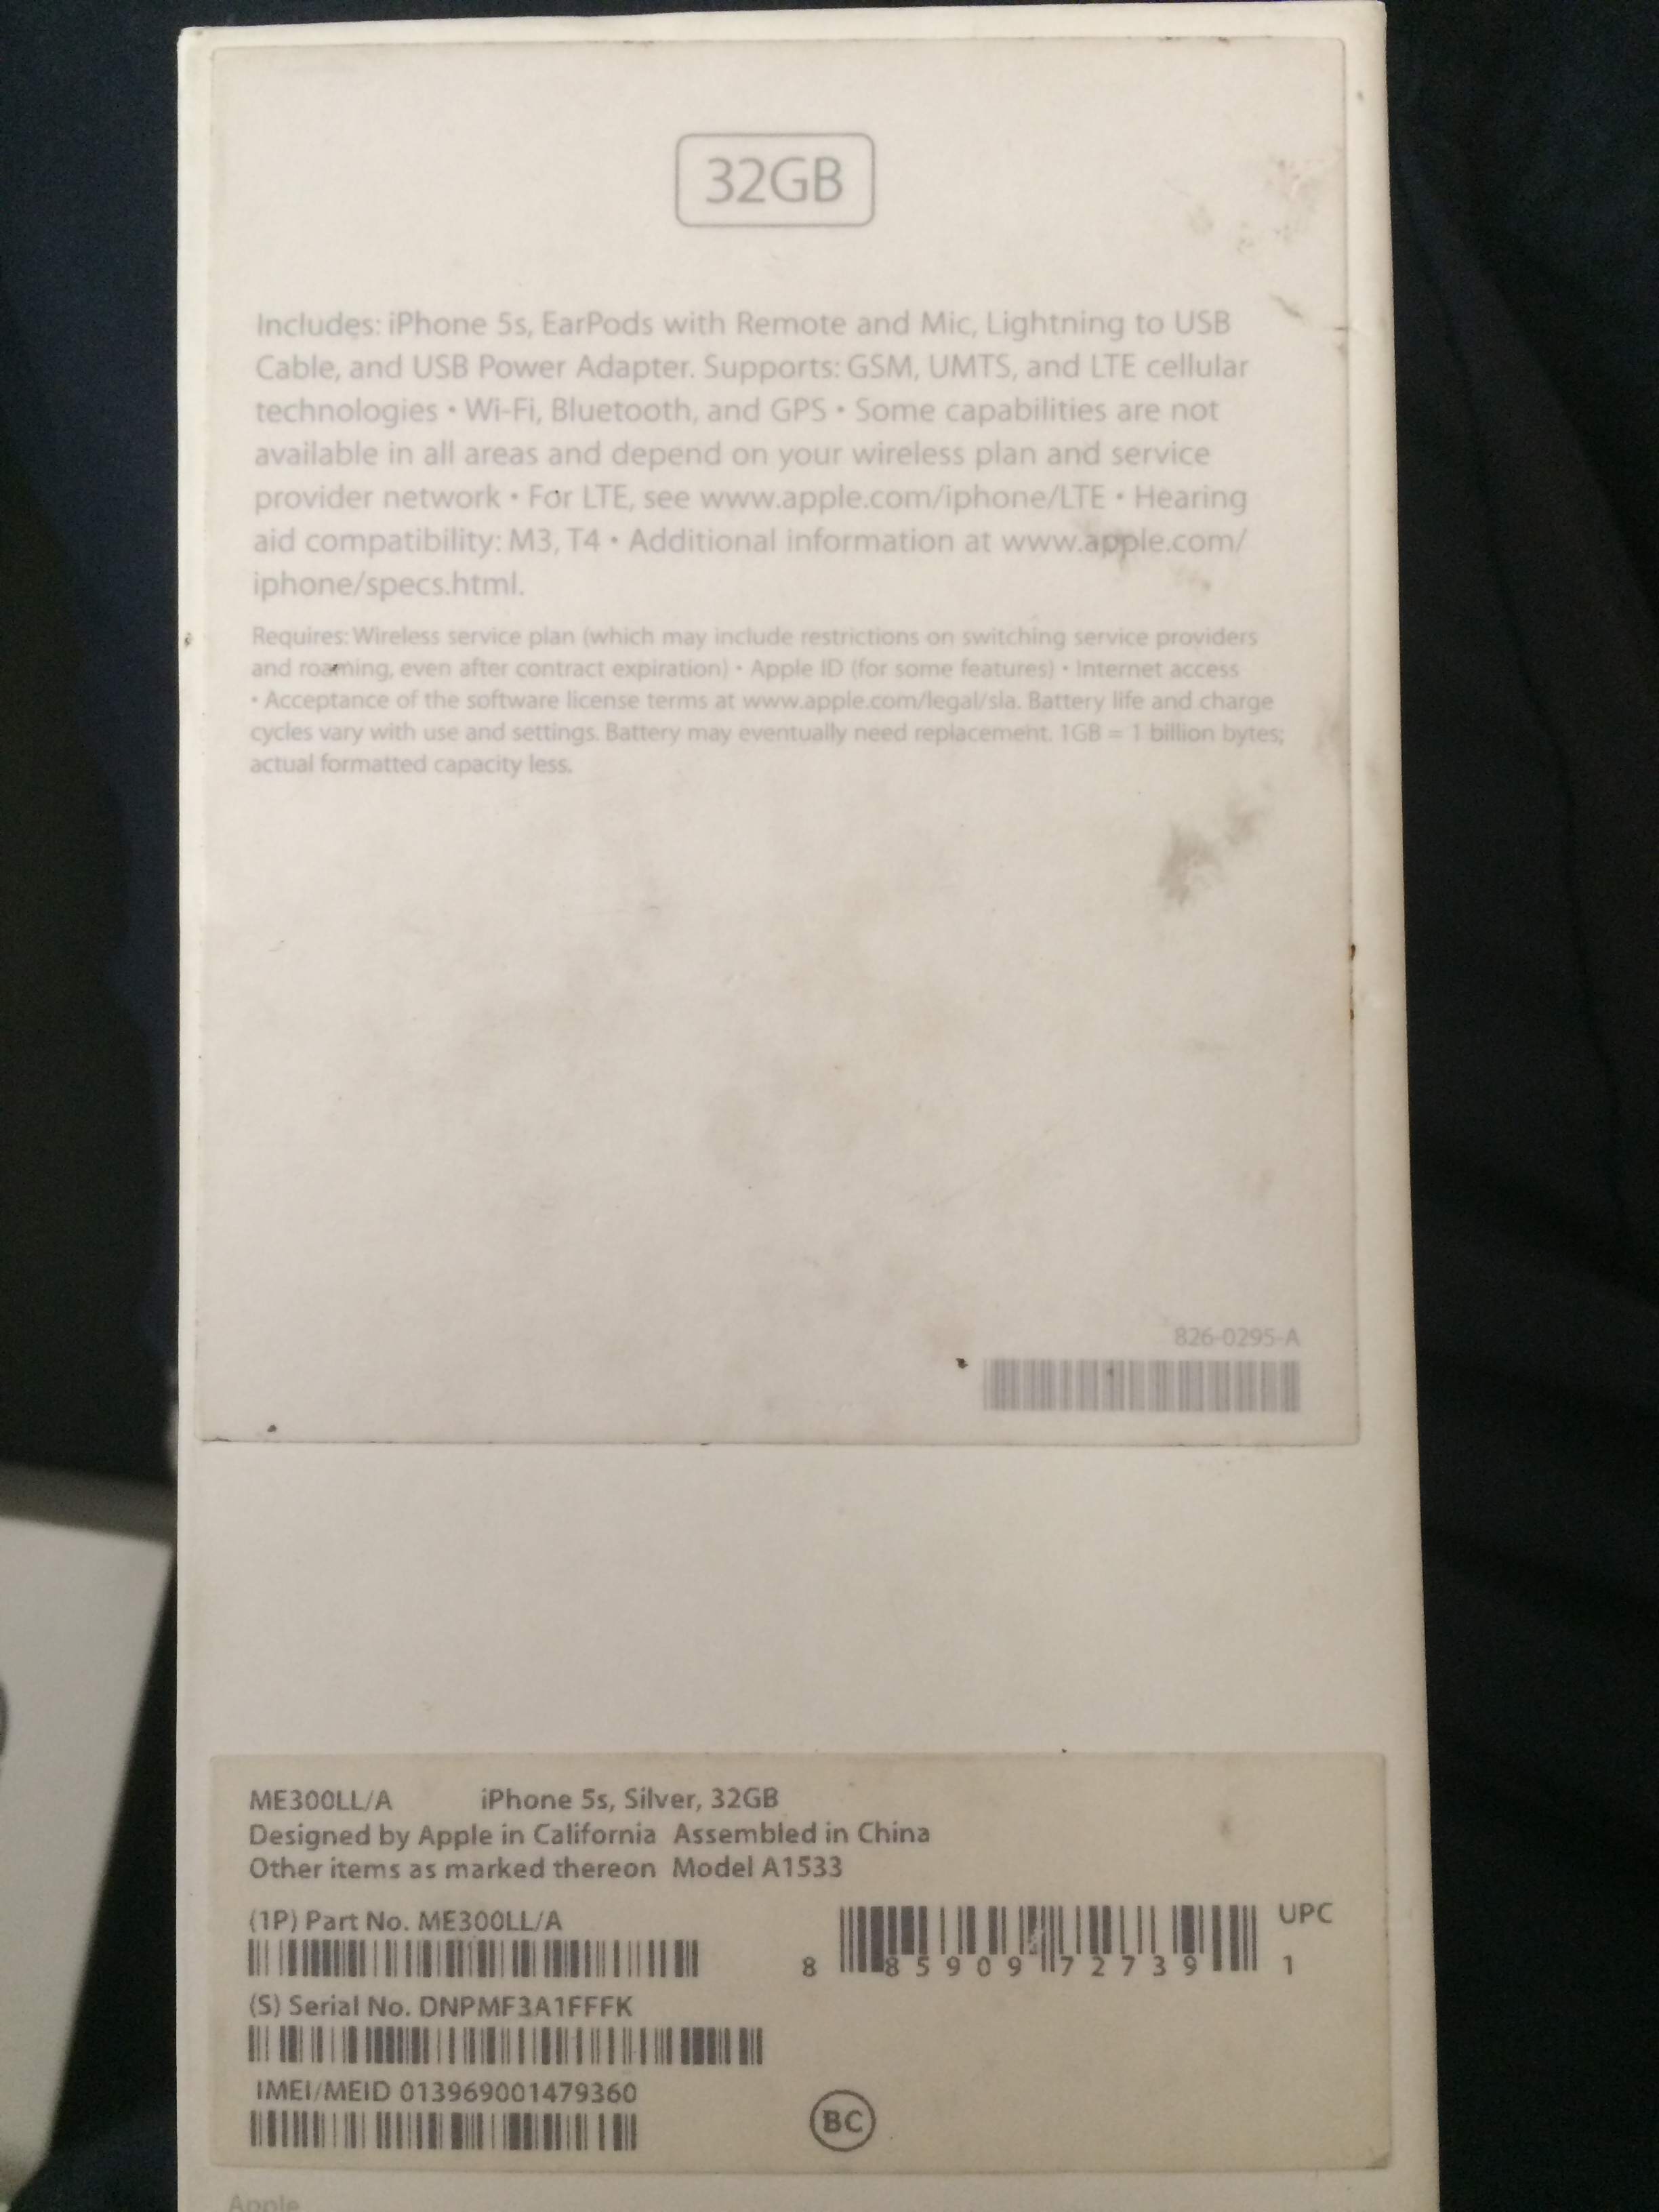 32GB
Includes: iPhone 5s, EarPods with Remote and Mic, Lightning to USB
Cable, and USB Power Adapter. Supports: GSM, UMTS, and LTE cellular
technologies • Wi-Fi, Bluetooth, and GPS • Some capabilities are not
available in all areas and depend on your wireless plan and service
provider network • For LTE, see www.apple.com/iphone/LTE • Hearing
aid compatibility: M3, T4 • Additional information at www.apple.com/
iphone/specs.html.
Requires: Wireless service plan (which may include restrictions on switching service providers
and roaming, even after contract expiration) • Apple ID (for some features) • Internet access
• Acceptance of the software license terms at www.apple.com/legal/sla. Battery life and charge
cycles vary with use and settings. Battery may eventually need replacement. 1GB = 1 billion bytes;
actual formatted capacity less.
826-0295-A
ME300LL/A iPhone 5s, Silver, 32GB
Designed by Apple in California Assembled in China
Other items as marked thereon Model A1533
(1P) Part No. ME300LL/A
UPC
8 85909 72739 1
(S) Serial No. DNPMF3A1FFFK
IMEI/MEID 013969001479360
BC
Apple